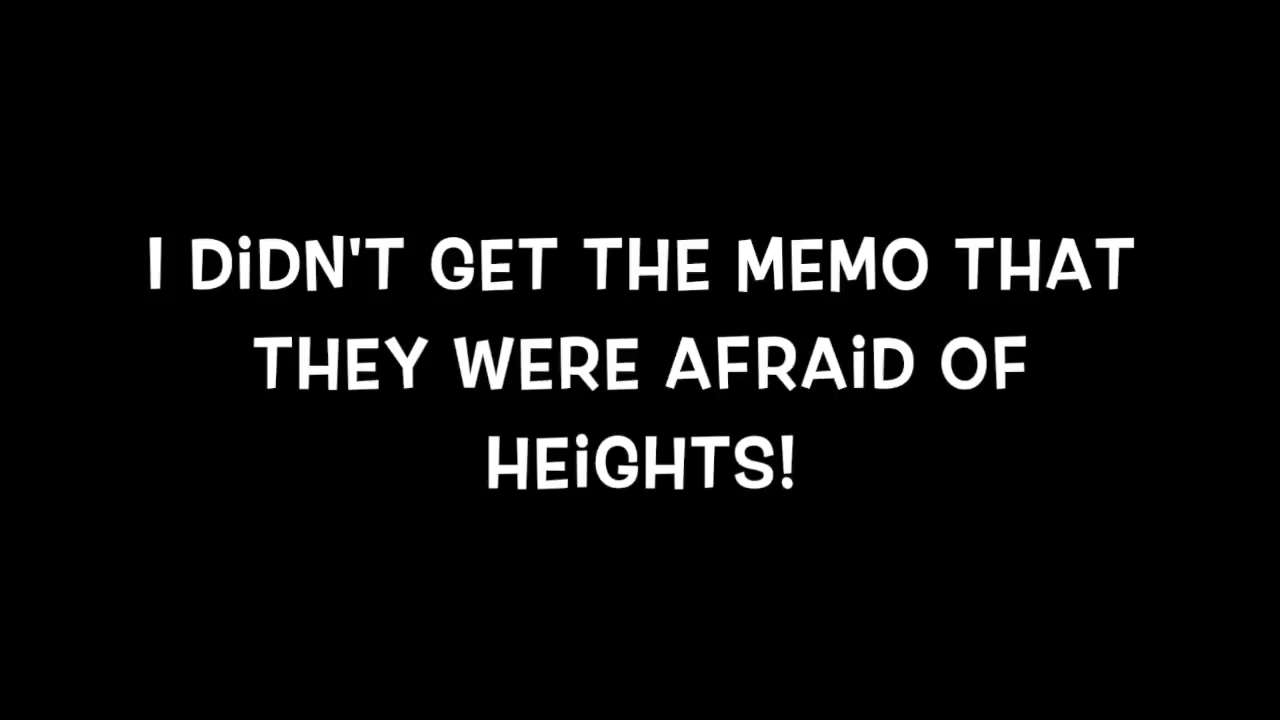 I DiDN'T GET THE MEMO THAT
THEY WERE AFRAiD OF
HEiGHTS!